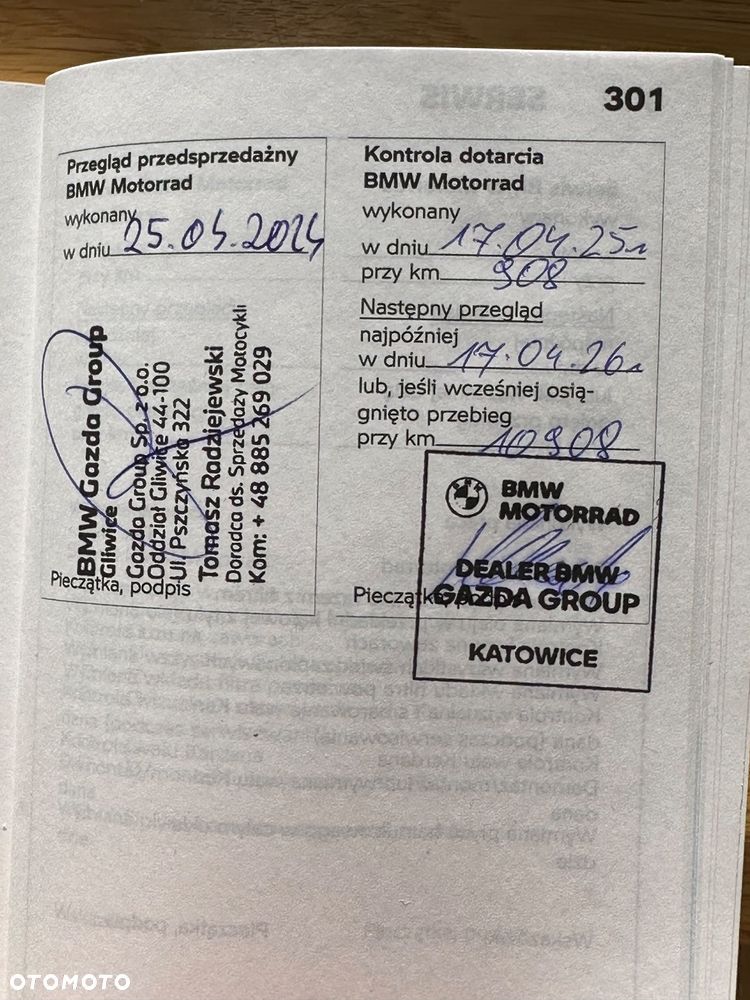 301
Przegląd przedsprzedażny
BMW Motorrad
wykonany
w dniu 25.05.2024
Pieczątka, podpis
BMW Gazda Group
Gliwice
Gazda Group Sp. z o.o.
Oddział Gliwice 44-100
Ul. Pszczyńska 322
Tomasz Radziejewski
Doradca ds. Sprzedaży Motocykli
Kom: + 48 885 269 029
Kontrola dotarcia
BMW Motorrad
wykonany
w dniu 17.04.25r
przy km 908
Następny przegląd
najpóźniej
w dniu 17.04.26r
lub, jeśli wcześniej osią-
gnięto przebieg
przy km 10908
Pieczątka, podpis
BMW
MOTORRAD
DEALER BMW
GAZDA GROUP
KATOWICE
OTOMOTO